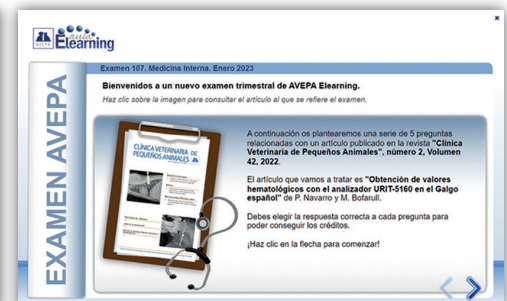 AVEPA
aula
Elearning
Examen 107. Medicina Interna. Enero 2023
EXAMEN AVEPA
Bienvenidos a un nuevo examen trimestral de AVEPA Elearning.
Haz clic sobre la imagen para consultar el artículo al que se refiere el examen.
CLÍNICA VETERINARIA DE
PEQUEÑOS ANIMALES
A continuación os plantearemos una serie de 5 preguntas
relacionadas con un artículo publicado en la revista "Clínica
Veterinaria de Pequeños Animales", número 2, Volumen
42, 2022.
El artículo que vamos a tratar es "Obtención de valores
hematológicos con el analizador URIT-5160 en el Galgo
español" de P. Navarro y M. Bofarull.
Debes elegir la respuesta correcta a cada pregunta para
poder conseguir los créditos.
¡Haz clic en la flecha para comenzar!